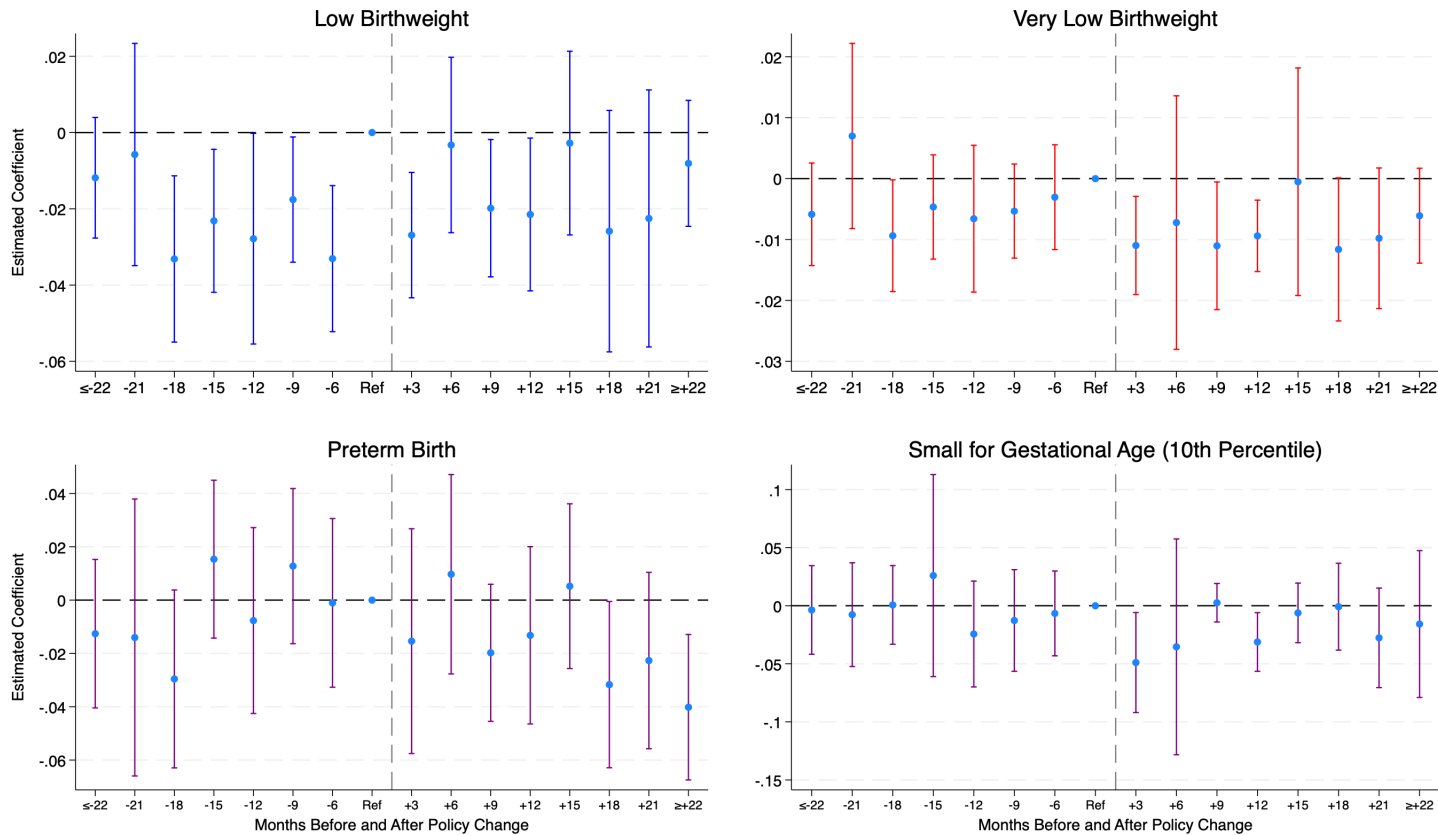 Low Birthweight
Estimated Coefficient
.02
0
-.02
-.04
-.06
≤-22 -21 -18 -15 -12 -9 -6 Ref +3 +6 +9 +12 +15 +18 +21 ≥+22
Very Low Birthweight
.02
.01
0
-.01
-.02
-.03
≤-22 -21 -18 -15 -12 -9 -6 Ref +3 +6 +9 +12 +15 +18 +21 ≥+22
Preterm Birth
Estimated Coefficient
.04
.02
0
-.02
-.04
-.06
≤-22 -21 -18 -15 -12 -9 -6 Ref +3 +6 +9 +12 +15 +18 +21 ≥+22
Months Before and After Policy Change
Small for Gestational Age (10th Percentile)
.1
.05
0
-.05
-.1
-.15
≤-22 -21 -18 -15 -12 -9 -6 Ref +3 +6 +9 +12 +15 +18 +21 ≥+22
Months Before and After Policy Change